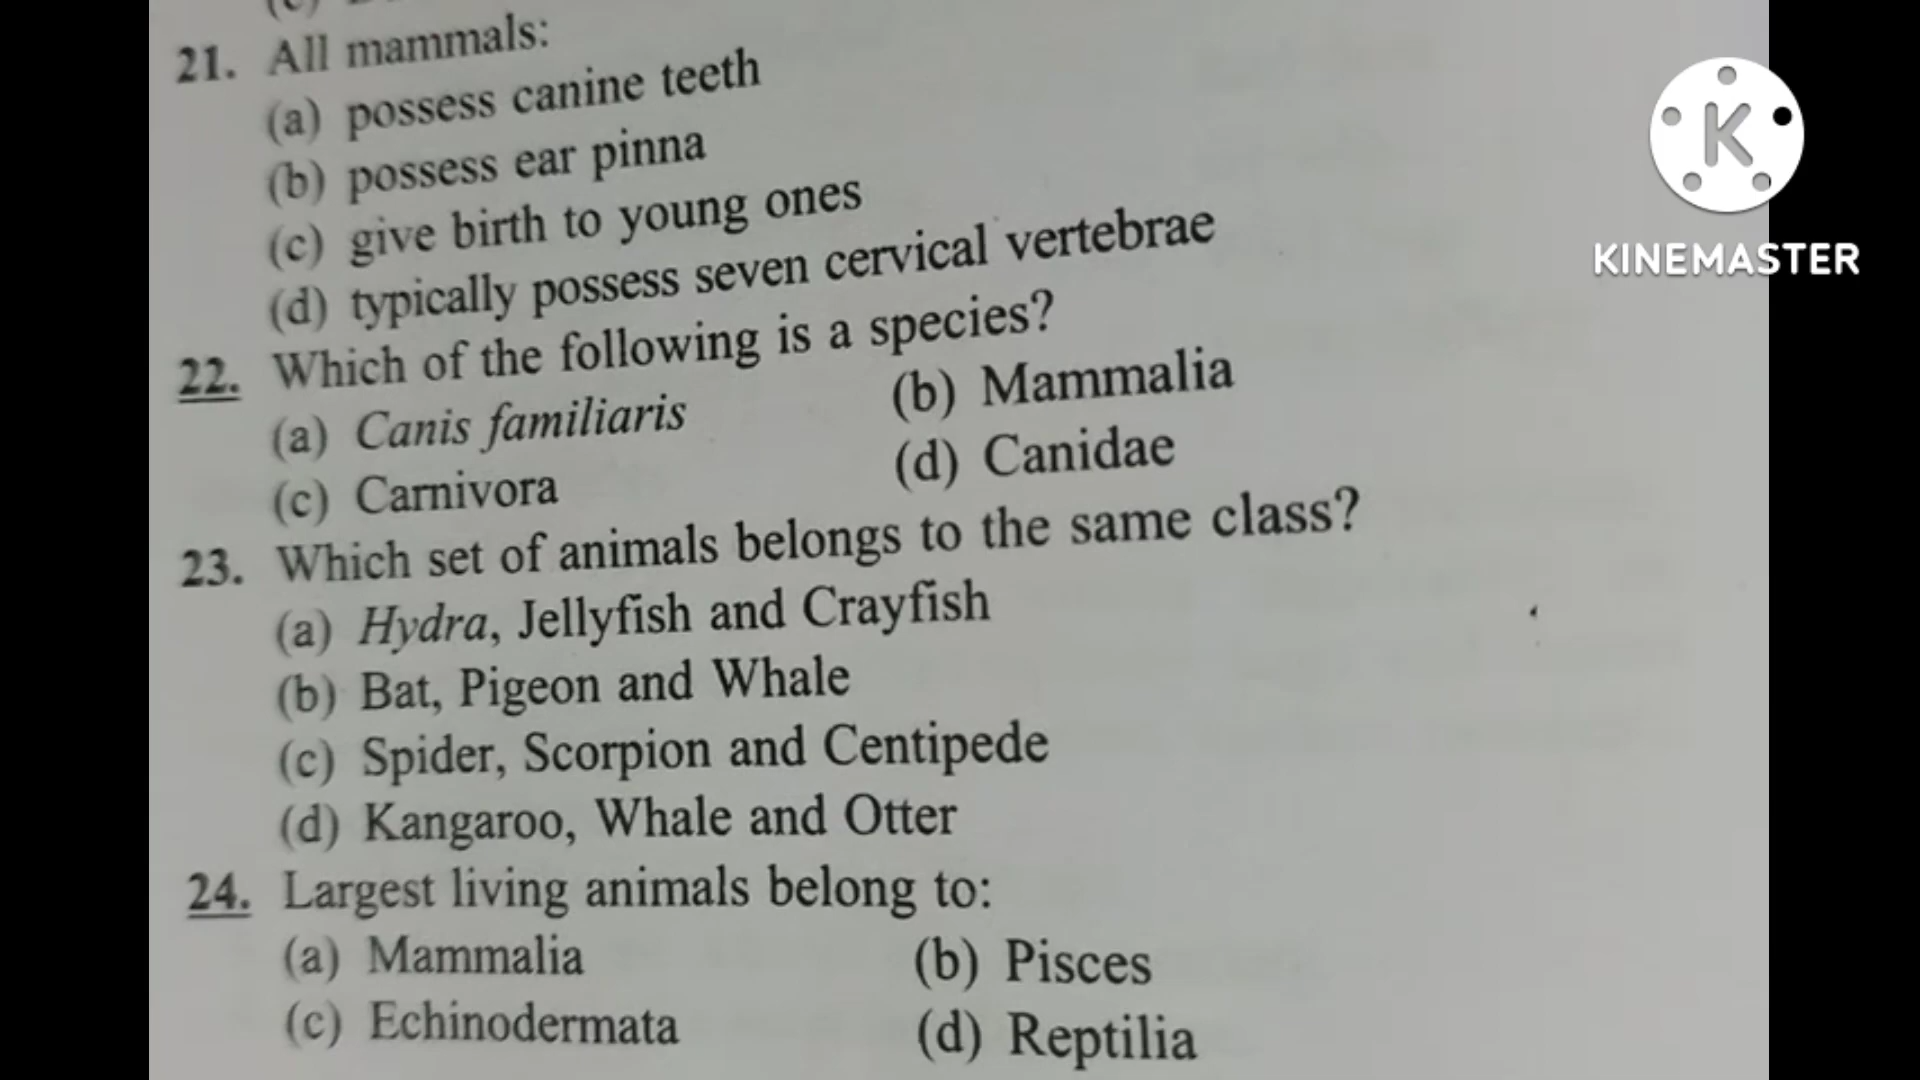 21. All mammals:
(a) possess canine teeth
(b) possess ear pinna
(c) give birth to young ones
(d) typically possess seven cervical vertebrae
22. Which of the following is a species?
(a) Canis familiaris (b) Mammalia
(c) Carnivora (d) Canidae
23. Which set of animals belongs to the same class?
(a) Hydra, Jellyfish and Crayfish
(b) Bat, Pigeon and Whale
(c) Spider, Scorpion and Centipede
(d) Kangaroo, Whale and Otter
24. Largest living animals belong to:
(a) Mammalia (b) Pisces
(c) Echinodermata (d) Reptilia
K
KINEMASTER